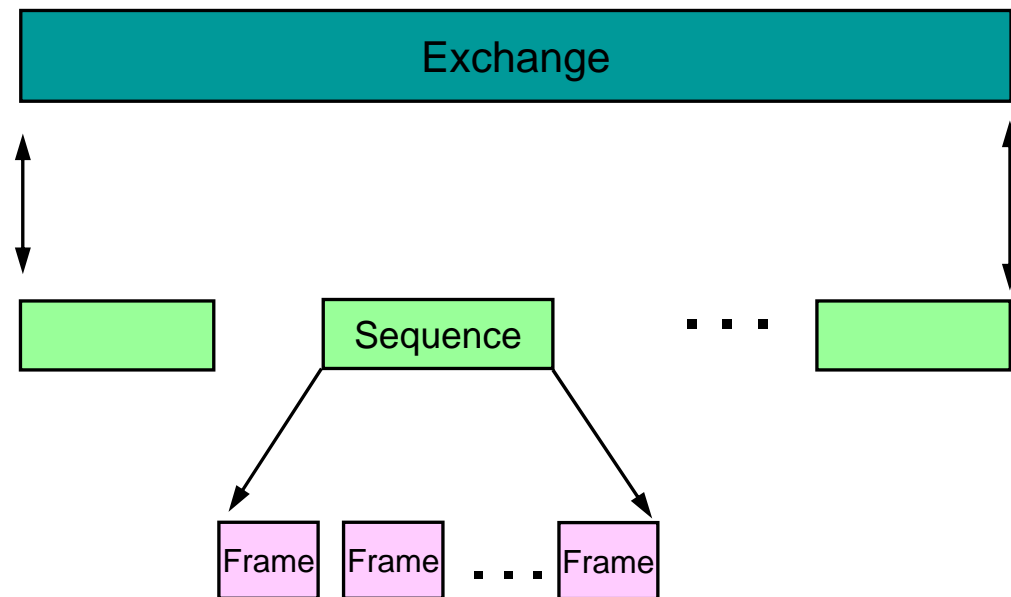 Exchange
Sequence
. . .
Frame
Frame
. . .
Frame